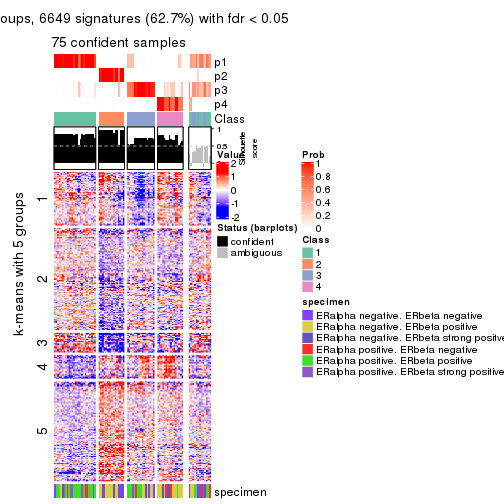 oups, 6649 signatures (62.7%) with fdr < 0.05
75 confident samples
p1
p2
p3
p4
Class
1
0.5
0
Silhouette
score
Value
2
1
0
-1
-2
Status (barplots)
confident
ambiguous
Prob
1
0.8
0.6
0.4
0.2
0
Class
1
2
3
4
specimen
ERalpha negative. ERbeta negative
ERalpha negative. ERbeta positive
ERalpha negative. ERbeta strong positive
ERalpha positive. ERbeta negative
ERalpha positive. ERbeta positive
ERalpha positive. ERbeta strong positive
k-means with 5 groups
1
2
3
4
5
specimen